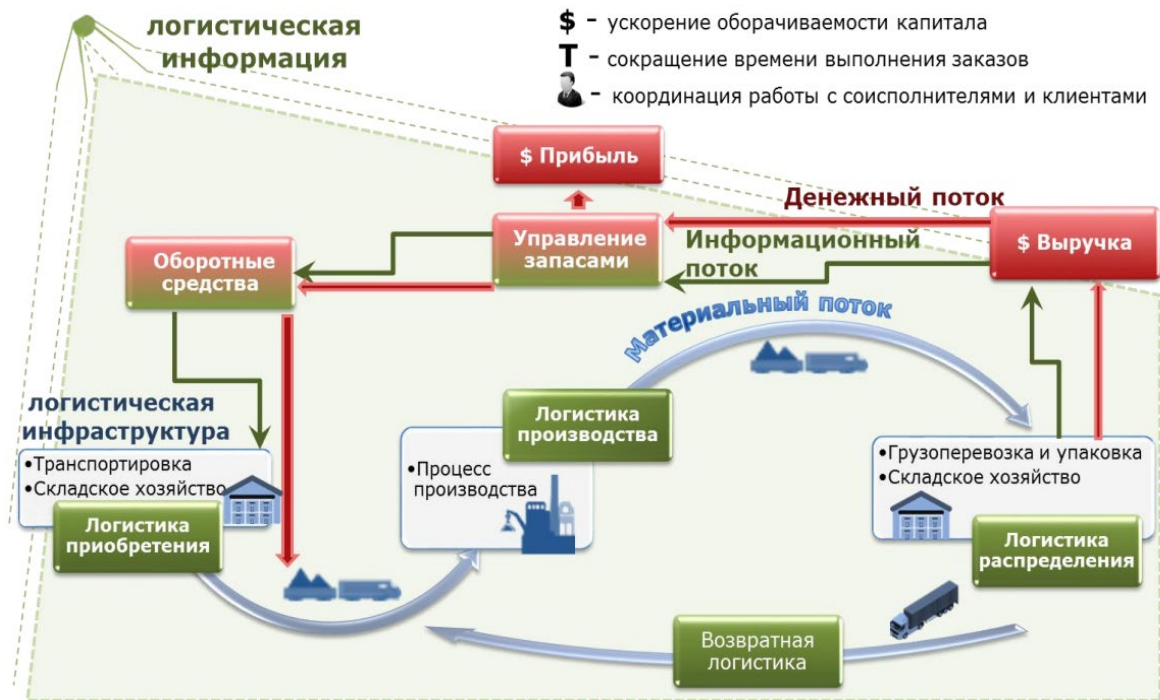 логистическая
информация
$ - ускорение оборачиваемости капитала
T - сокращение времени выполнения заказов
- координация работы с соисполнителями и клиентами
$ Прибыль
Денежный поток
Управление
запасами
Информационный
поток
$ Выручка
Оборотные
средства
Материальный поток
логистическая
инфраструктура
•Транспортировка
•Складское хозяйство
Логистика
приобретения
Логистика
производства
•Процесс
производства
•Грузоперевозка и упаковка
•Складское хозяйство
Логистика
распределения
Возвратная
логистика